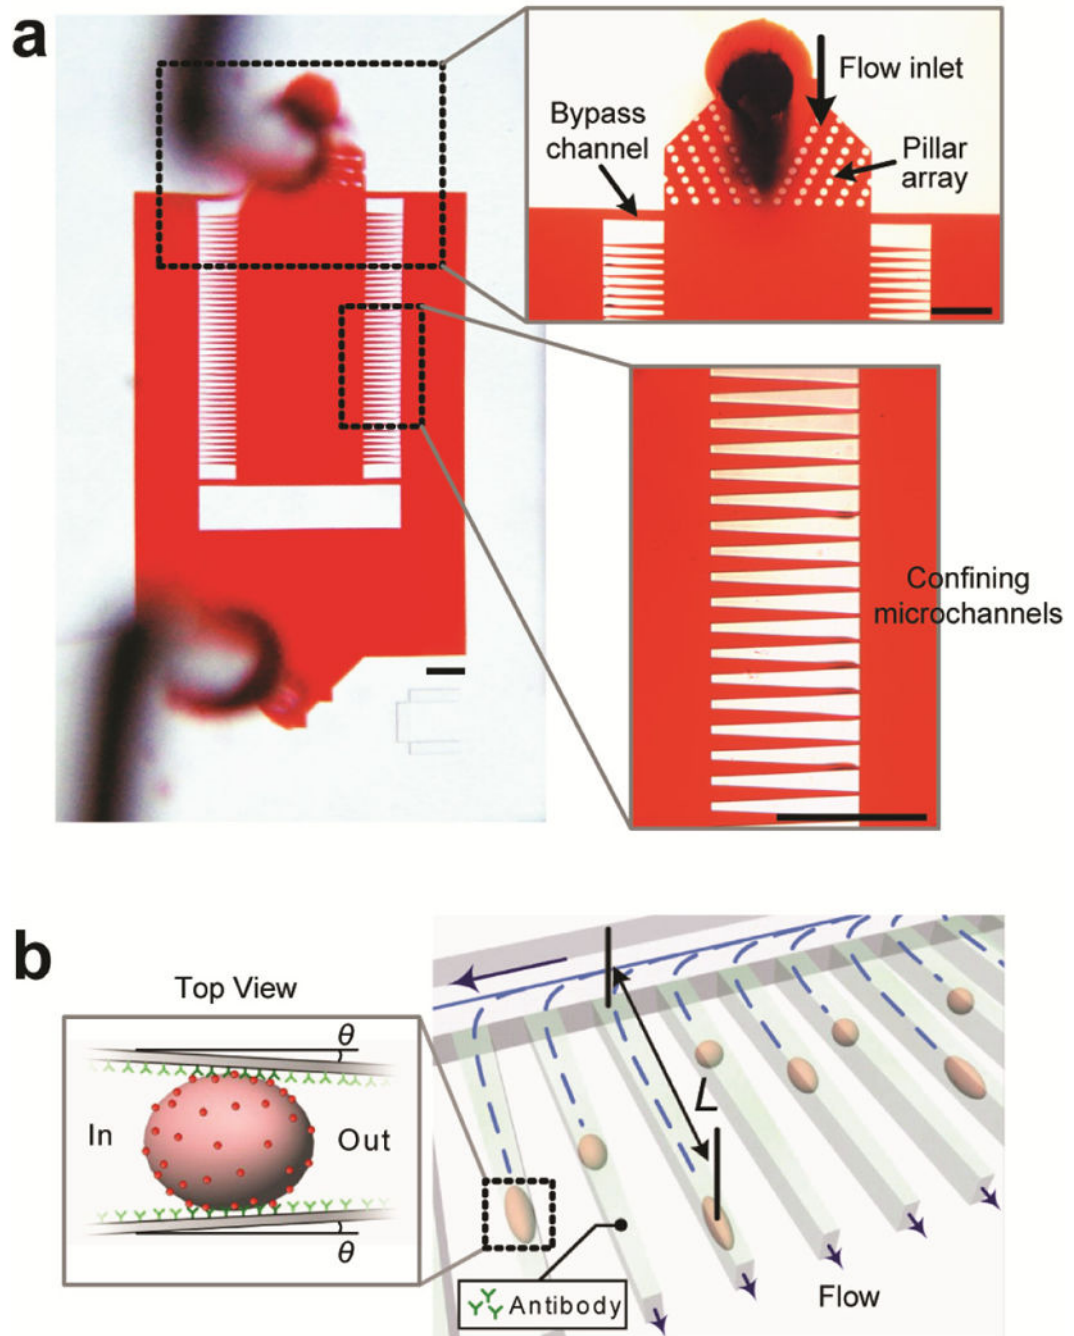 a
Flow inlet
Bypass
channel
Pillar
array
Confining
microchannels
b
Top View
θ
In
Out
θ
L
Antibody
Flow